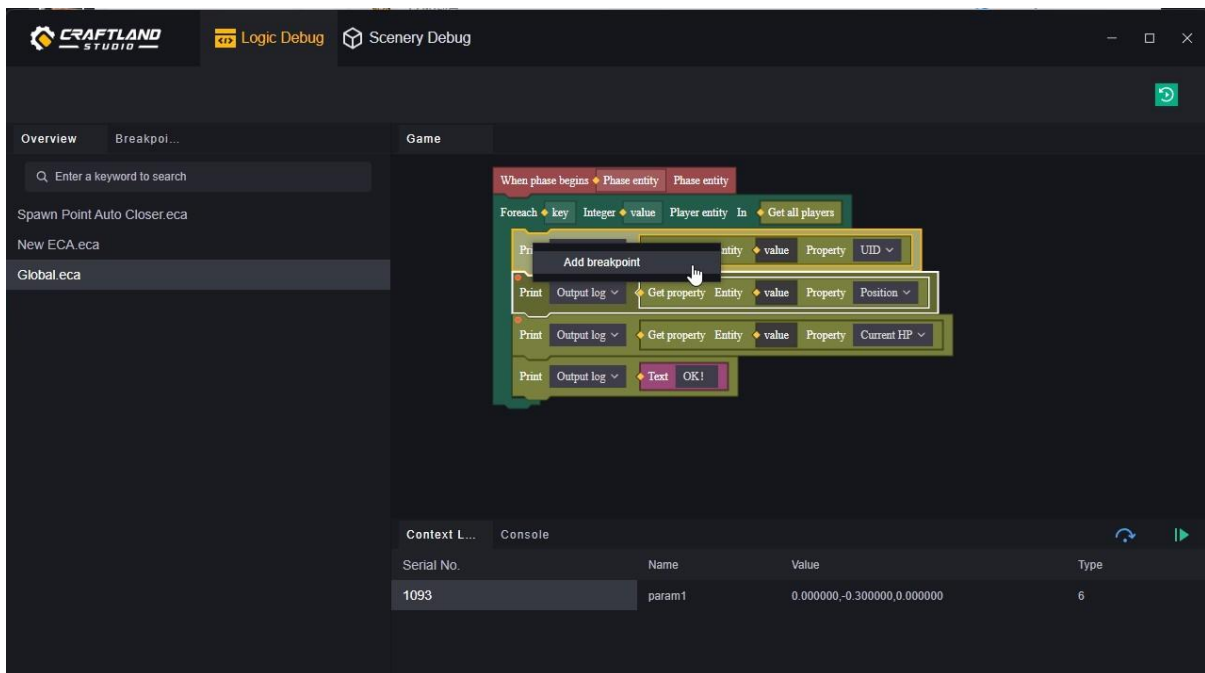 CRAFTLAND STUDIO Logic Debug Scenery Debug
Overview Breakpoi... Game
Enter a keyword to search
Spawn Point Auto Closer.eca
New ECA.eca
Global.eca
When phase begins Phase entity Phase entity
Foreach key Integer value Player entity In Get all players
value Property UID
Add breakpoint
Print Output log Get property Entity value Property Position
Print Output log Get property Entity value Property Current HP
Print Output log Text OK!
Context L... Console
Serial No. Name Value Type
1093 param1 0.000000,-0.300000,0.000000 6